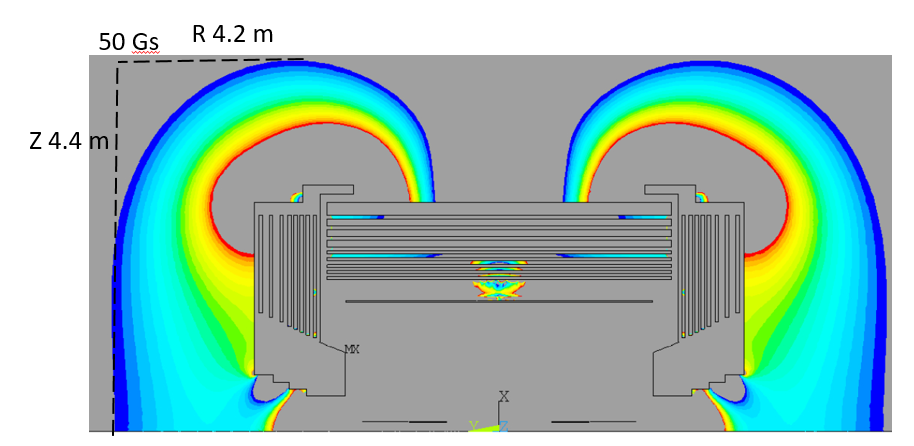 R 4.2 m
50 Gs
Z 4.4 m
MX
X
Y Z